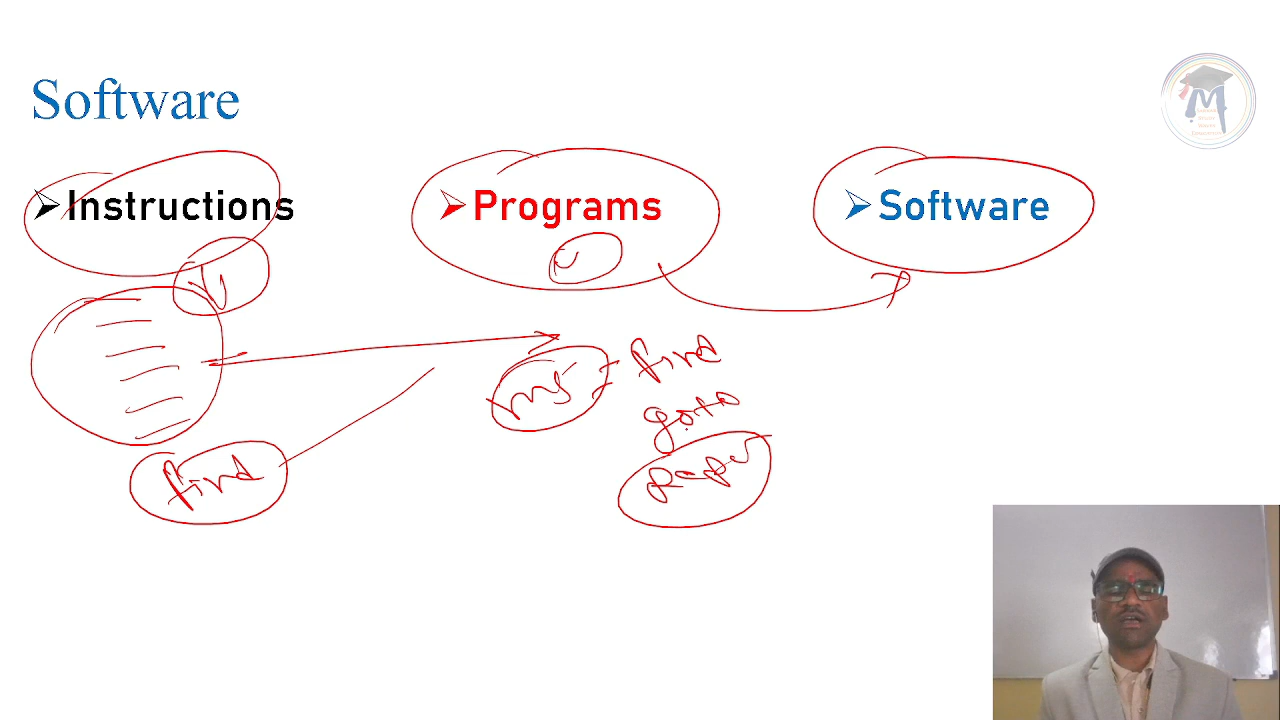 Software
➢Instructions
➢Programs
➢Software
find
goto
find